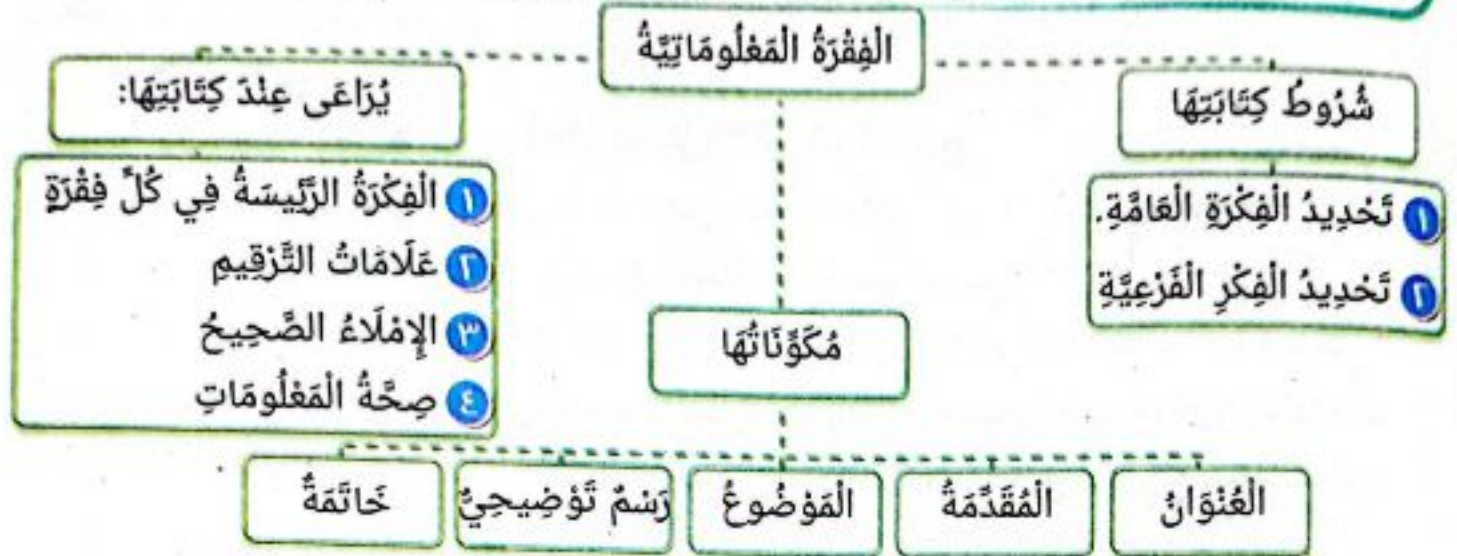 الْفِقْرَةُ الْمَعْلُومَاتِيَّةُ
شُرُوطُ كِتَابَتِهَا
١ تَحْدِيدُ الْفِكْرَةِ الْعَامَّةِ.
٢ تَحْدِيدُ الْفِكَرِ الْفَرْعِيَّةِ
يُرَاعَى عِنْدَ كِتَابَتِهَا:
١ الْفِكْرَةُ الرَّئِيسَةُ فِي كُلِّ فِقْرَةٍ
٢ عَلَامَاتُ التَّرْقِيمِ
٣ الإِمْلَاءُ الصَّحِيحُ
٤ صِحَّةُ الْمَعْلُومَاتِ
مُكَوِّنَاتُهَا
الْعُنْوَانُ
الْمُقَدِّمَةُ
الْمَوْضُوعُ
رَسْمٌ تَوْضِيحِيٌّ
خَاتَمَةٌ